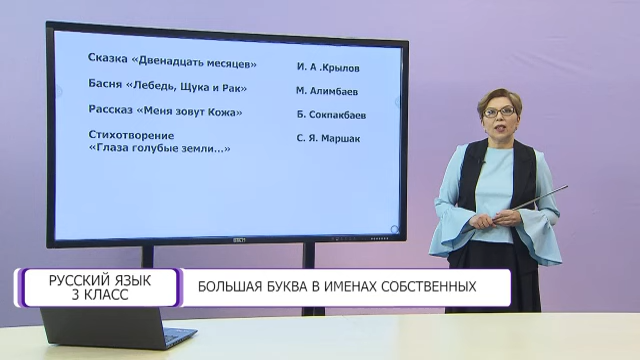 Сказка «Двенадцать месяцев»
И. А .Крылов
Басня «Лебедь, Щука и Рак»
М. Алимбаев
Рассказ «Меня зовут Кожа»
Б. Сокпакбаев
Стихотворение
«Глаза голубые земли...»
С. Я. Маршак
РУССКИЙ ЯЗЫК
3 КЛАСС
БОЛЬШАЯ БУКВА В ИМЕНАХ СОБСТВЕННЫХ